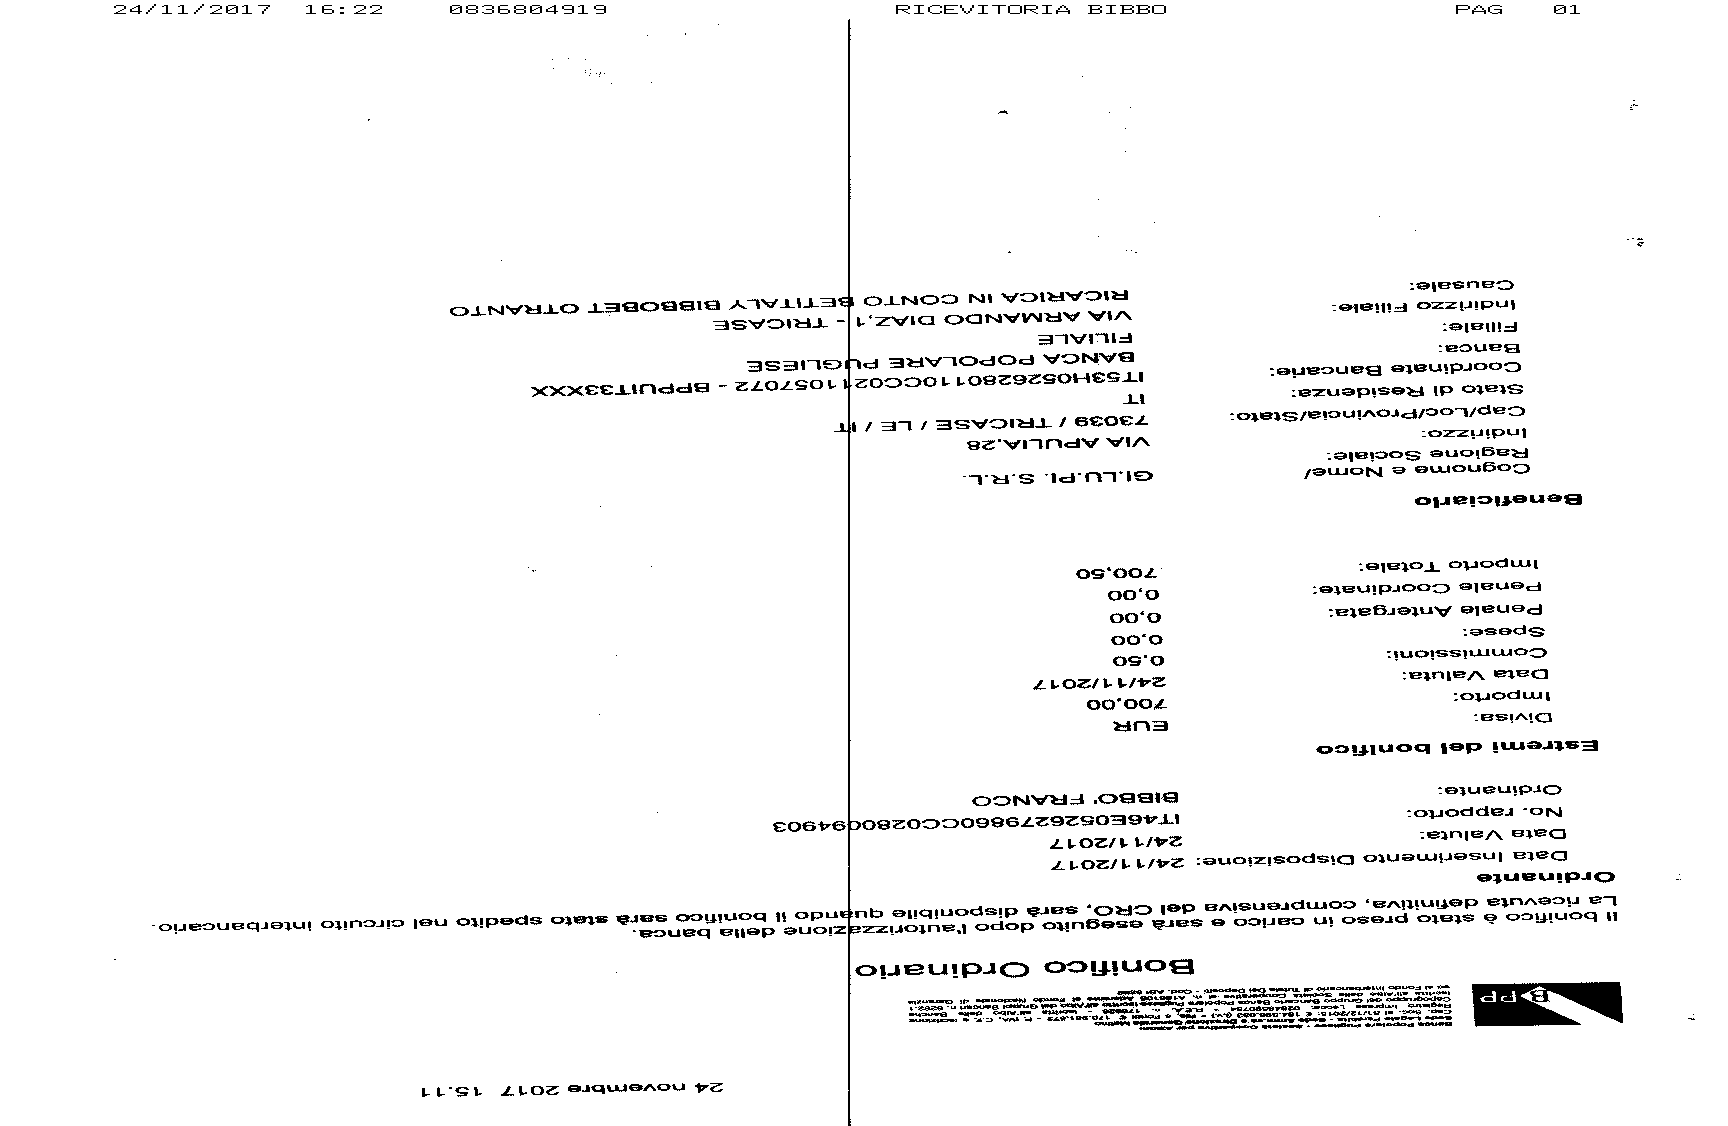 24/11/2017 16:22 0836804919 RICEVITORIA BIBBO PAG 01
24 novembre 2017 15.11
BPP
Bonifico Ordinario
Il bonifico è stato preso in carico e sarà eseguito dopo l'autorizzazione della banca.
La ricevuta definitiva, comprensiva del CRO, sarà disponibile quando il bonifico sarà stato spedito nel circuito interbancario.
Ordinante
Data Inserimento Disposizione: 24/11/2017
Data Valuta: 24/11/2017
No. rapporto: IT46E0526279860CC0280094903
Ordinante: BIBBO' FRANCO
Estremi del bonifico
Divisa: EUR
Importo: 700,00
Data Valuta: 24/11/2017
Commissioni: 0,50
Spese: 0,00
Penale Antergata: 0,00
Penale Coordinate: 0,00
Importo Totale: 700,50
Beneficiario
Cognome e Nome/ GI.LU.PI. S.R.L.
Ragione Sociale:
Indirizzo: VIA APULIA,28
Cap/Loc/Provincia/Stato: 73039 / TRICASE / LE / IT
Stato di Residenza: IT
Coordinate Bancarie: IT53H0526280110CC0211057072 - BPPUIT33XXX
Banca: BANCA POPOLARE PUGLIESE
Filiale: FILIALE
Indirizzo Filiale: VIA ARMANDO DIAZ,1 - TRICASE
Causale: RICARICA IN CONTO BETITALY BIBBOBET OTRANTO